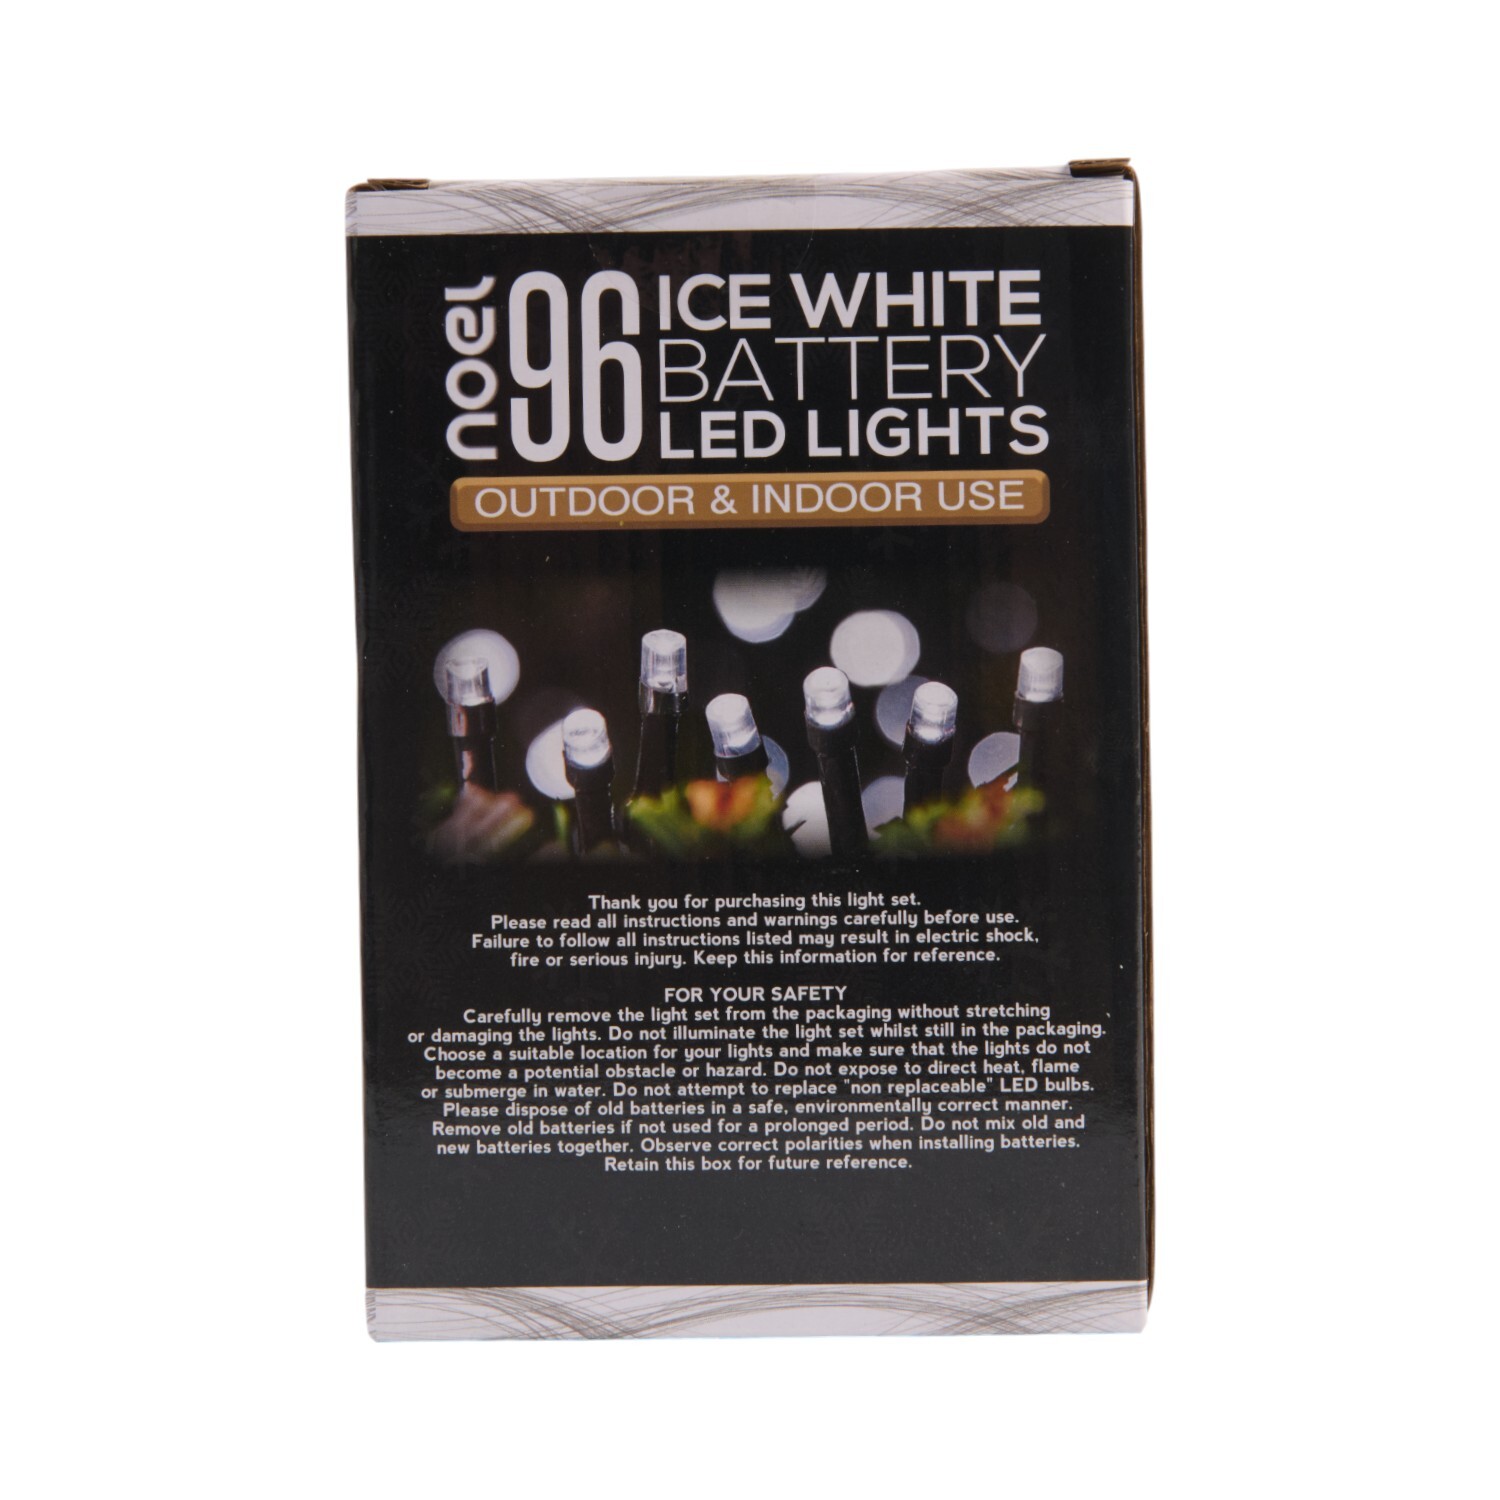 noel
96
ICE WHITE
BATTERY
LED LIGHTS
OUTDOOR & INDOOR USE
Thank you for purchasing this light set.
Please read all instructions and warnings carefully before use.
Failure to follow all instructions listed may result in electric shock,
fire or serious injury. Keep this information for reference.
FOR YOUR SAFETY
Carefully remove the light set from the packaging without stretching
or damaging the lights. Do not illuminate the light set whilst still in the packaging.
Choose a suitable location for your lights and make sure that the lights do not
become a potential obstacle or hazard. Do not expose to direct heat, flame
or submerge in water. Do not attempt to replace "non replaceable" LED bulbs.
Please dispose of old batteries in a safe, environmentally correct manner.
Remove old batteries if not used for a prolonged period. Do not mix old and
new batteries together. Observe correct polarities when installing batteries.
Retain this box for future reference.